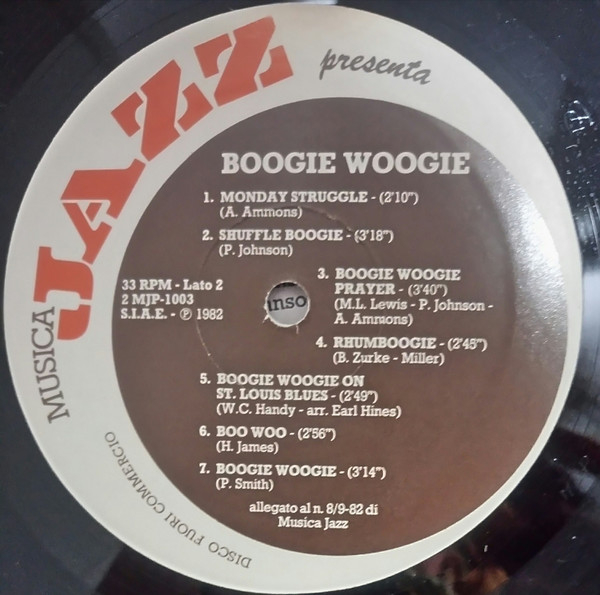 MUSICA JAZZ
presenta
BOOGIE WOOGIE
1. MONDAY STRUGGLE - (2'10")
(A. Ammons)
2. SHUFFLE BOOGIE - (3'18")
(P. Johnson)
33 RPM - Lato 2
2 MJP-1003
S.I.A.E. - ℗ 1982
inso
3. BOOGIE WOOGIE
PRAYER - (3'40")
(M.L. Lewis - P. Johnson -
A. Ammons)
4. RHUMBOOGIE - (2'45")
(B. Zurke - Miller)
5. BOOGIE WOOGIE ON
ST. LOUIS BLUES - (2'49")
(W.C. Handy - arr. Earl Hines)
6. BOO WOO - (2'56")
(H. James)
7. BOOGIE WOOGIE - (3'14")
(P. Smith)
allegato al n. 8/9-82 di
Musica Jazz
DISCO FUORI COMMERCIO